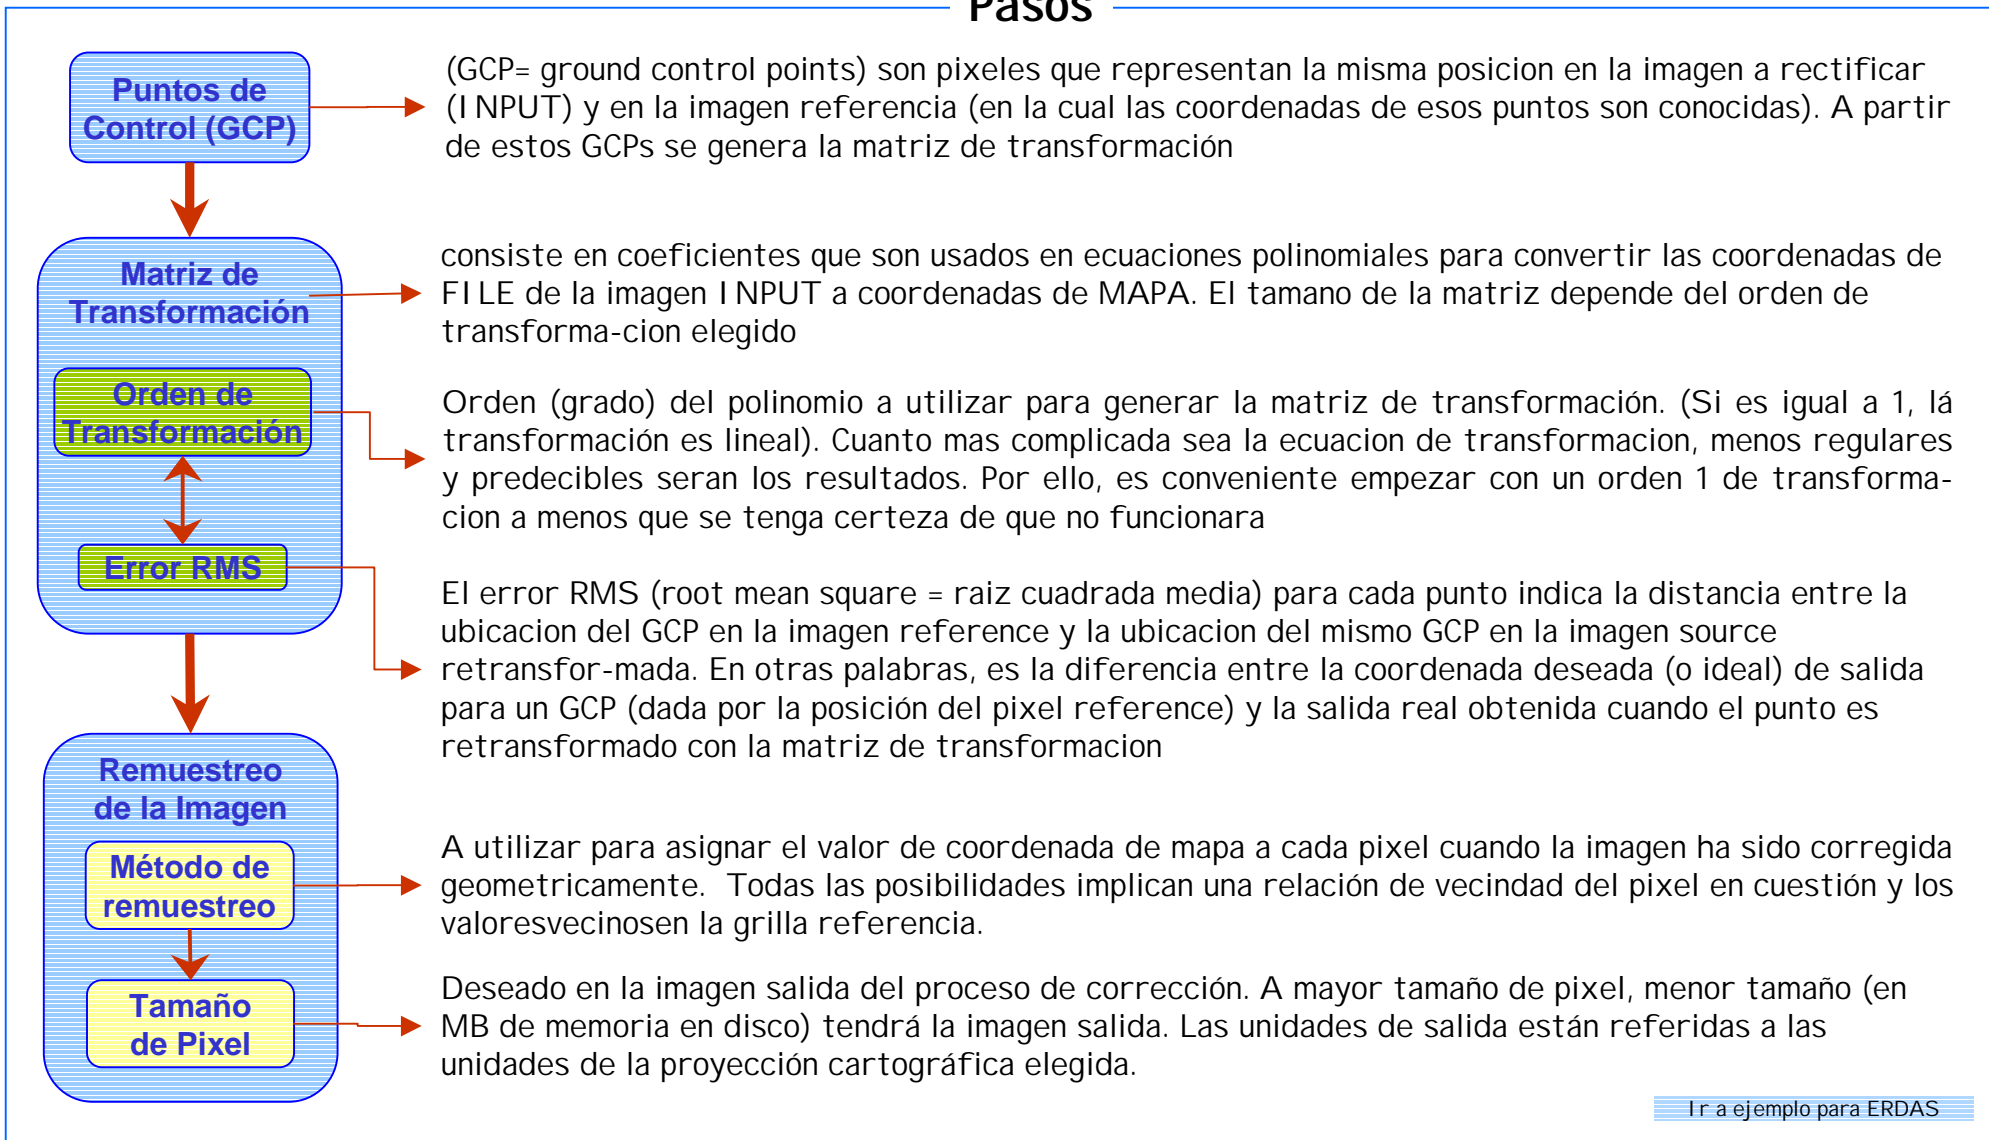 Pasos
Puntos de
Control (GCP)
(GCP= ground control points) son pixeles que representan la misma posicion en la imagen a rectificar
(INPUT) y en la imagen referencia (en la cual las coordenadas de esos puntos son conocidas). A partir
de estos GCPs se genera la matriz de transformación
Matriz de
Transformación
consiste en coeficientes que son usados en ecuaciones polinomiales para convertir las coordenadas de
FILE de la imagen INPUT a coordenadas de MAPA. El tamano de la matriz depende del orden de
transforma-cion elegido
Orden de
Transformación
Orden (grado) del polinomio a utilizar para generar la matriz de transformación. (Si es igual a 1, lá
transformación es lineal). Cuanto mas complicada sea la ecuacion de transformacion, menos regulares
y predecibles seran los resultados. Por ello, es conveniente empezar con un orden 1 de transforma-
cion a menos que se tenga certeza de que no funcionara
Error RMS
El error RMS (root mean square = raiz cuadrada media) para cada punto indica la distancia entre la
ubicacion del GCP en la imagen reference y la ubicacion del mismo GCP en la imagen source
retransfor-mada. En otras palabras, es la diferencia entre la coordenada deseada (o ideal) de salida
para un GCP (dada por la posición del pixel reference) y la salida real obtenida cuando el punto es
retransformado con la matriz de transformacion
Remuestreo
de la Imagen
Método de
remuestreo
A utilizar para asignar el valor de coordenada de mapa a cada pixel cuando la imagen ha sido corregida
geometricamente.  Todas las posibilidades implican una relación de vecindad del pixel en cuestión y los
valoresvecinosen la grilla referencia.
Tamaño
de Pixel
Deseado en la imagen salida del proceso de corrección. A mayor tamaño de pixel, menor tamaño (en
MB de memoria en disco) tendrá la imagen salida. Las unidades de salida están referidas a las
unidades de la proyección cartográfica elegida.
Ir a ejemplo para ERDAS